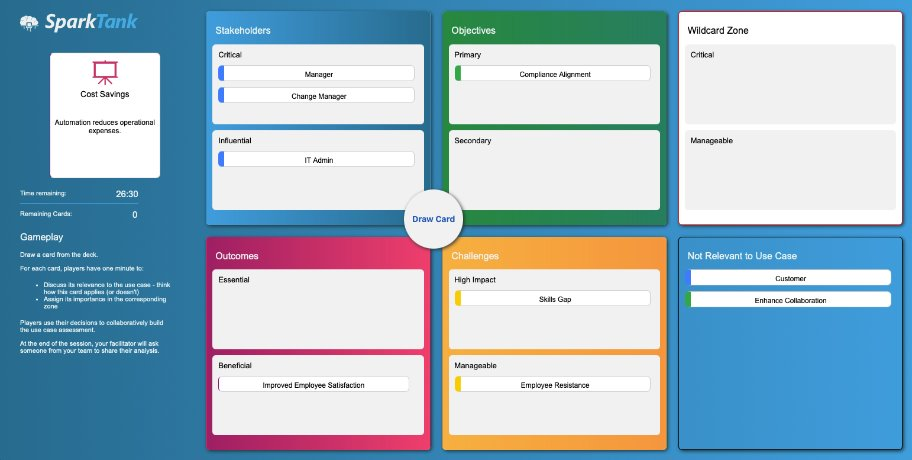 SparkTank
Cost Savings
Automation reduces operational
expenses.
Time remaining: 26:30
Remaining Cards: 0
Gameplay
Draw a card from the deck.
For each card, players have one minute to:
• Discuss its relevance to the use case - think
how this card applies (or doesn't)
• Assign its importance in the corresponding
zone
Players use their decisions to collaboratively build
the use case assessment.
At the end of the session, your facilitator will ask
someone from your team to share their analysis.
Stakeholders
Critical
Manager
Change Manager
Influential
IT Admin
Objectives
Primary
Compliance Alignment
Secondary
Wildcard Zone
Critical
Manageable
Draw Card
Outcomes
Essential
Beneficial
Improved Employee Satisfaction
Challenges
High Impact
Skills Gap
Manageable
Employee Resistance
Not Relevant to Use Case
Customer
Enhance Collaboration